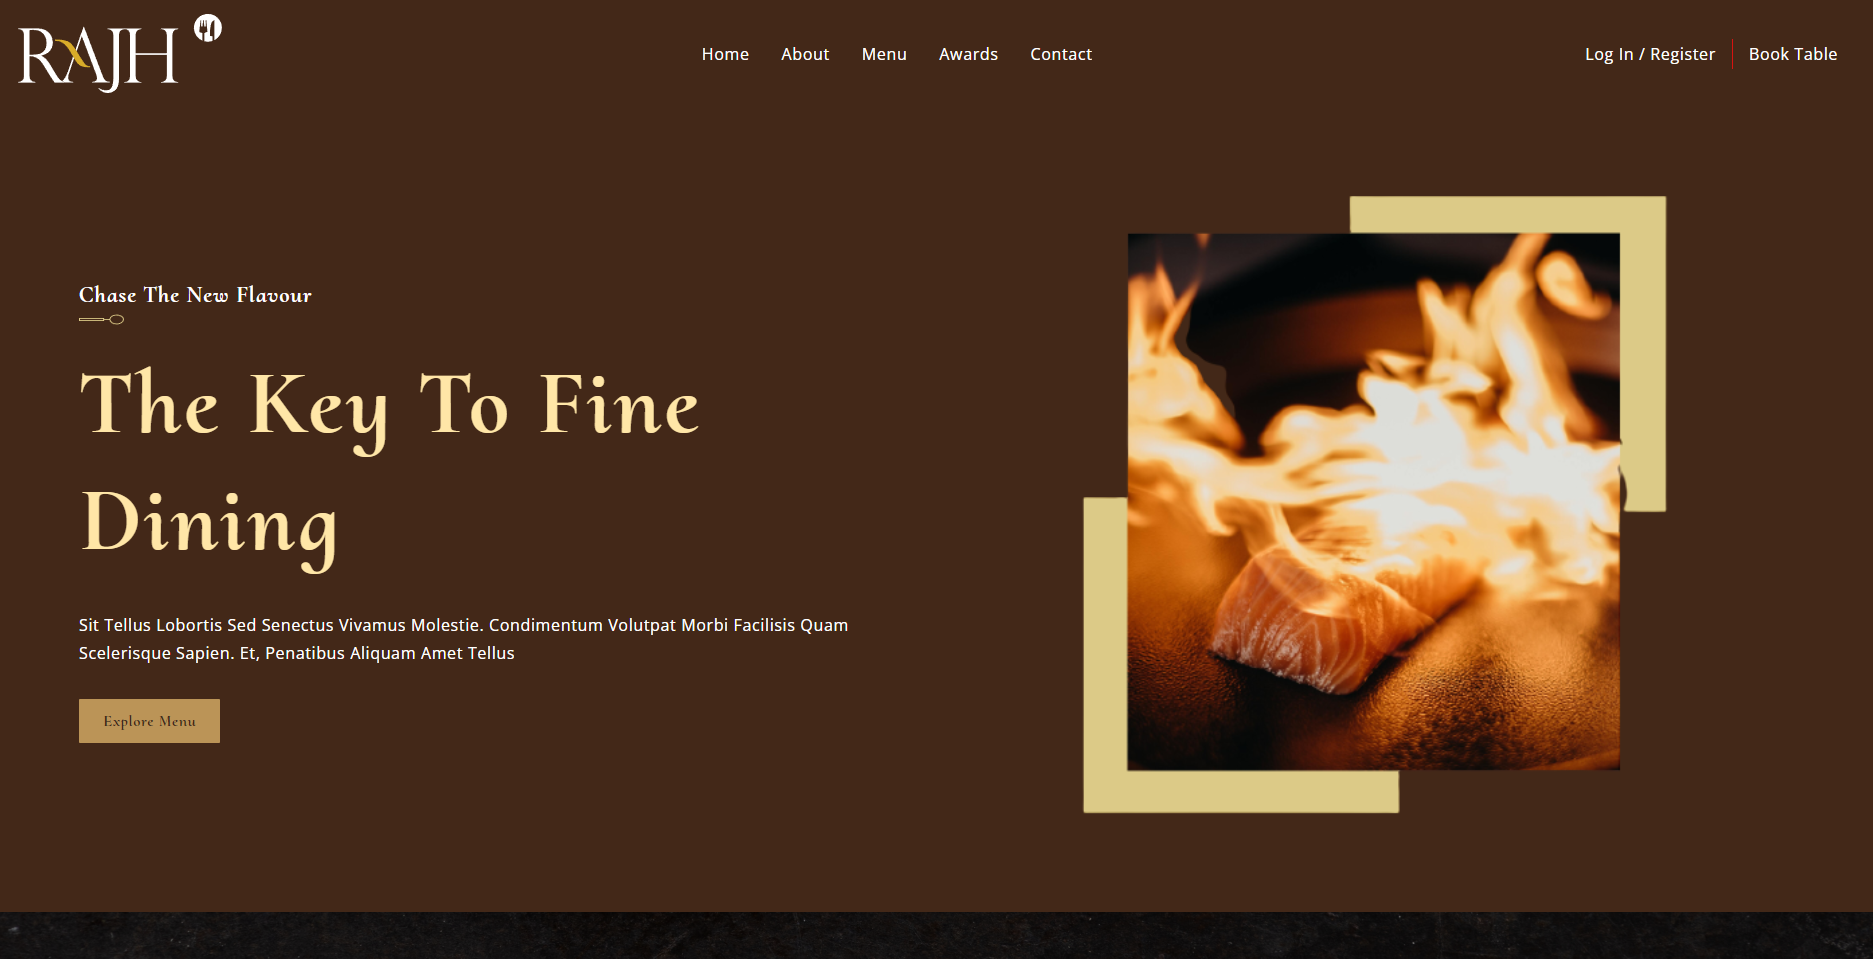 RAJH
Home About Menu Awards Contact
Log In / Register Book Table
Chase The New Flavour
The Key To Fine
Dining
Sit Tellus Lobortis Sed Senectus Vivamus Molestie. Condimentum Volutpat Morbi Facilisis Quam
Scelerisque Sapien. Et, Penatibus Aliquam Amet Tellus
Explore Menu